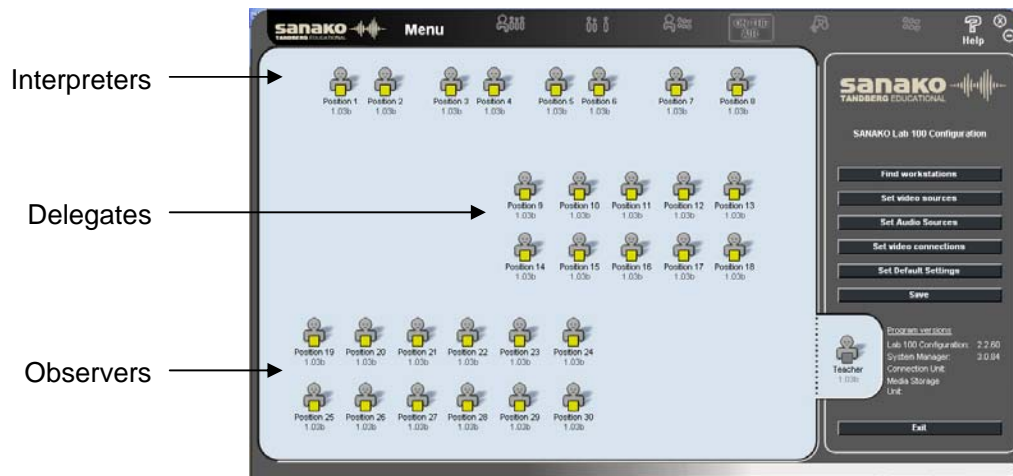 sanako Menu Help
TANDBERG EDUCATIONAL
Interpreters
Position 1 Position 2 Position 3 Position 4 Position 5 Position 6 Position 7 Position 8
1.03b 1.03b 1.03b 1.03b 1.03b 1.03b 1.03b 1.03b
Delegates
Position 9 Position 10 Position 11 Position 12 Position 13
1.03b 1.03b 1.03b 1.03b 1.03b
Position 14 Position 15 Position 16 Position 17 Position 18
1.03b 1.03b 1.03b 1.03b 1.03b
Observers
Position 19 Position 20 Position 21 Position 22 Position 23 Position 24
1.03b 1.03b 1.03b 1.03b 1.03b 1.03b
Position 25 Position 26 Position 27 Position 28 Position 29 Position 30
1.03b 1.03b 1.03b 1.03b 1.03b 1.03b
Teacher
1.03b
sanako
TANDBERG EDUCATIONAL
SANAKO Lab 100 Configuration
Find workstations
Set video sources
Set Audio Sources
Set video connections
Set Default Settings
Save
Program versions
Lab 100 Configuration: 2.2.60
System Manager: 3.0.84
Connection Unit:
Media Storage
Unit:
Exit